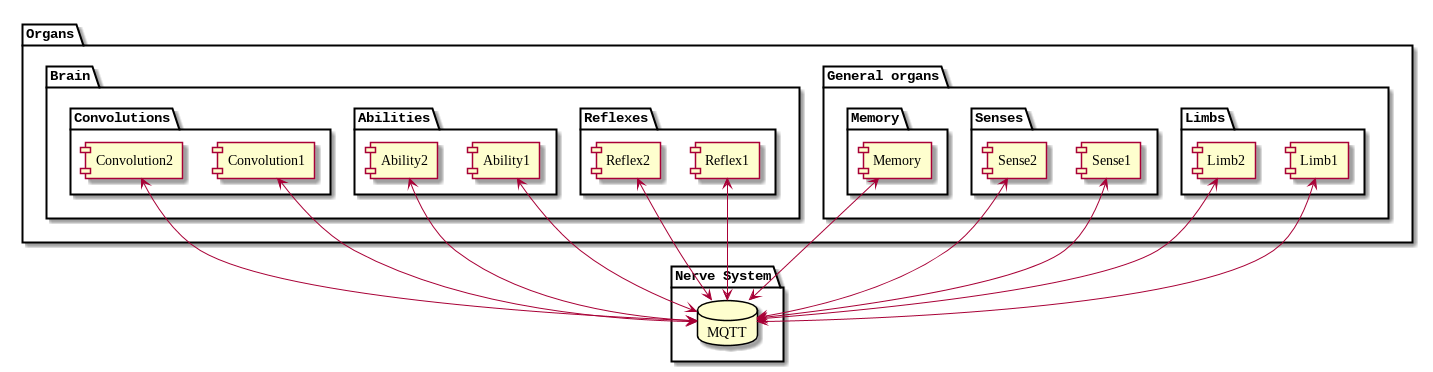 Organs
Brain
General organs
Convolutions
Abilities
Reflexes
Memory
Senses
Limbs
Convolution2
Convolution1
Ability2
Ability1
Reflex2
Reflex1
Memory
Sense2
Sense1
Limb2
Limb1
Nerve System
MQTT